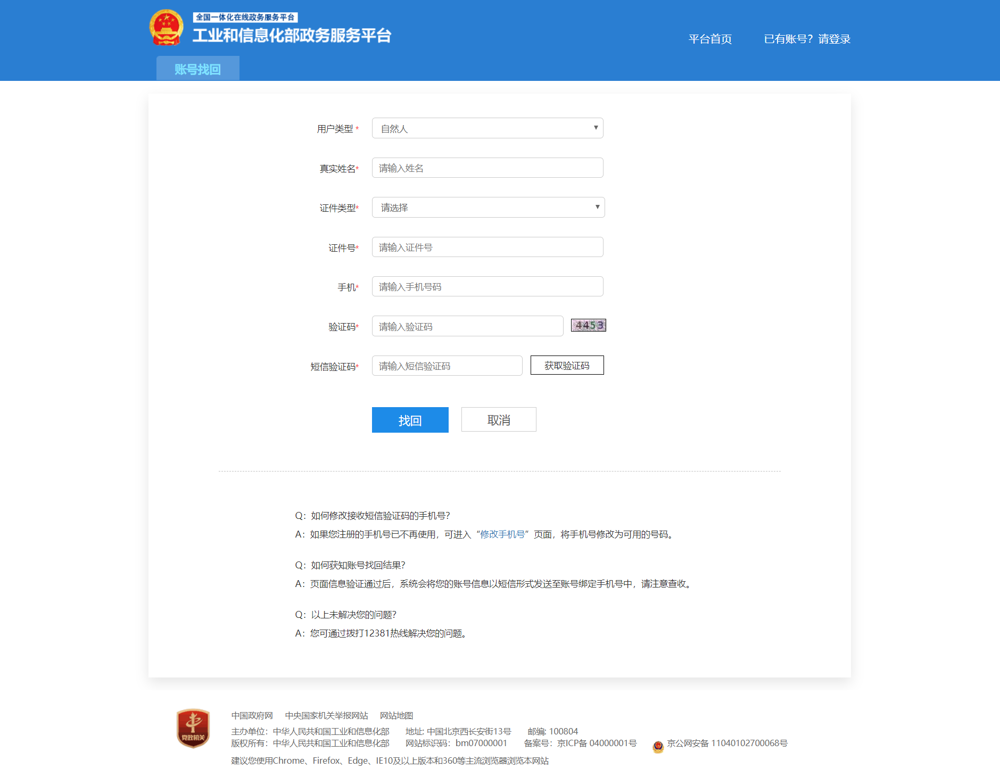 全国一体化在线政务服务平台
工业和信息化部政务服务平台
平台首页 已有账号？请登录
账号找回
用户类型 * 自然人
真实姓名* 请输入姓名
证件类型* 请选择
证件号* 请输入证件号
手机* 请输入手机号码
验证码* 请输入验证码 4453
短信验证码* 请输入短信验证码 获取验证码
找回 取消
Q：如何修改接收短信验证码的手机号？
A：如果您注册的手机号已不再使用，可进入“修改手机号”页面，将手机号修改为可用的号码。
Q：如何获知账号找回结果？
A：页面信息验证通过后，系统会将您的账号信息以短信形式发送至账号绑定手机号中，请注意查收。
Q：以上未解决您的问题？
A：您可通过拨打12381热线解决您的问题。
党政机关
中国政府网 中央国家机关举报网站 网站地图
主办单位：中华人民共和国工业和信息化部 地址: 中国北京西长安街13号 邮编: 100804
版权所有：中华人民共和国工业和信息化部 网站标识码：bm07000001 备案号：京ICP备 04000001号 京公网安备 11040102700068号
建议您使用Chrome、Firefox、Edge、IE10及以上版本和360等主流浏览器浏览本网站